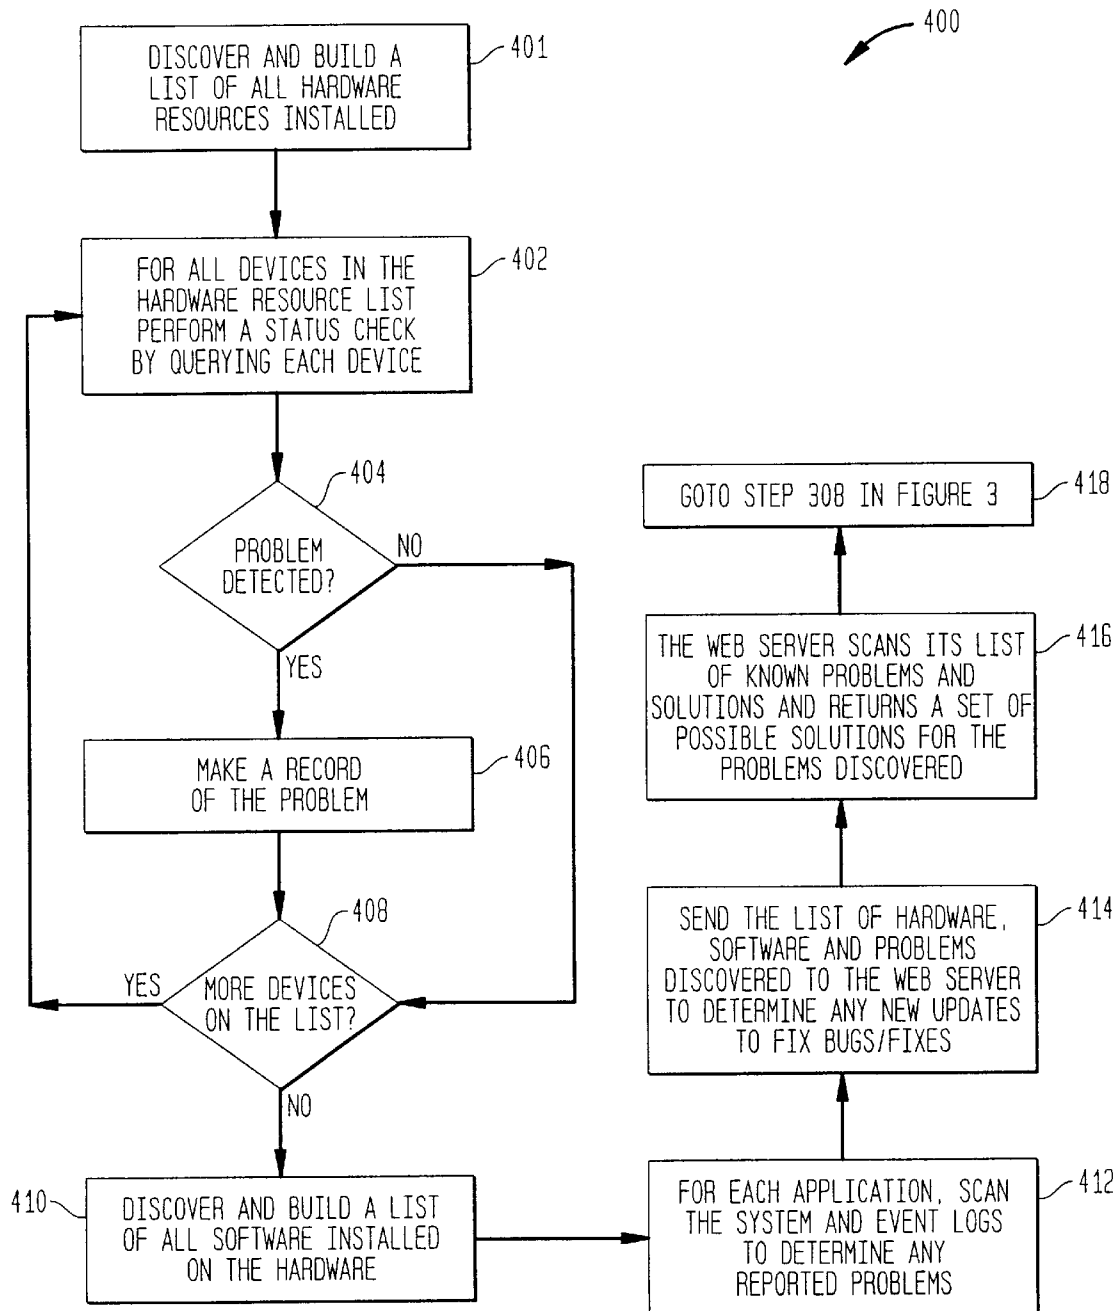 400
DISCOVER AND BUILD A
LIST OF ALL HARDWARE
RESOURCES INSTALLED
401
FOR ALL DEVICES IN THE
HARDWARE RESOURCE LIST
PERFORM A STATUS CHECK
BY QUERYING EACH DEVICE
402
404
PROBLEM
DETECTED?
NO
YES
MAKE A RECORD
OF THE PROBLEM
406
408
MORE DEVICES
ON THE LIST?
YES
NO
410
DISCOVER AND BUILD A LIST
OF ALL SOFTWARE INSTALLED
ON THE HARDWARE
FOR EACH APPLICATION, SCAN
THE SYSTEM AND EVENT LOGS
TO DETERMINE ANY
REPORTED PROBLEMS
412
SEND THE LIST OF HARDWARE,
SOFTWARE AND PROBLEMS
DISCOVERED TO THE WEB SERVER
TO DETERMINE ANY NEW UPDATES
TO FIX BUGS/FIXES
414
THE WEB SERVER SCANS ITS LIST
OF KNOWN PROBLEMS AND
SOLUTIONS AND RETURNS A SET OF
POSSIBLE SOLUTIONS FOR THE
PROBLEMS DISCOVERED
416
GOTO STEP 308 IN FIGURE 3
418